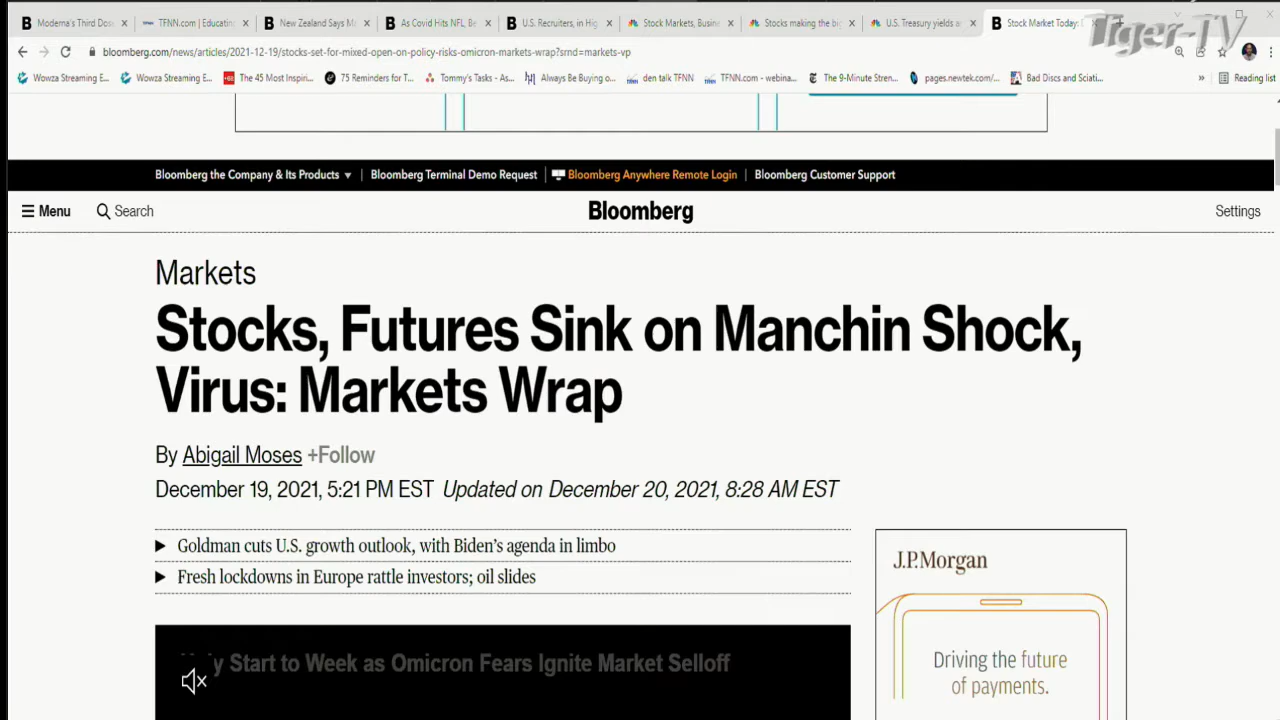 Moderna's Third Dos
TFNN.com | Educatin
New Zealand Says M
As Covid Hits NFL, Be
U.S. Recruiters, in Hig
Stock Markets, Busine
Stocks making the big
U.S. Treasury yields a
Stock Market Today:
Tiger-TV
bloomberg.com/news/articles/2021-12-19/stocks-set-for-mixed-open-on-policy-risks-omicron-markets-wrap?srnd=markets-vp
Wowza Streaming E...
Wowza Streaming E...
The 45 Most Inspiri...
75 Reminders for T...
Tommy's Tasks - As...
Always Be Buying o...
den talk TFNN
TFNN.com - webina...
The 9-Minute Stren...
pages.newtek.com/...
Bad Discs and Sciati...
»
Reading list
Bloomberg the Company & Its Products ▼ | Bloomberg Terminal Demo Request | Bloomberg Anywhere Remote Login | Bloomberg Customer Support
Menu
Search
Bloomberg
Settings
Markets
Stocks, Futures Sink on Manchin Shock,
Virus: Markets Wrap
By Abigail Moses +Follow
December 19, 2021, 5:21 PM EST Updated on December 20, 2021, 8:28 AM EST
Goldman cuts U.S. growth outlook, with Biden's agenda in limbo
Fresh lockdowns in Europe rattle investors; oil slides
Start to Week as Omicron Fears Ignite Market Selloff
J.P.Morgan
Driving the future
of payments.